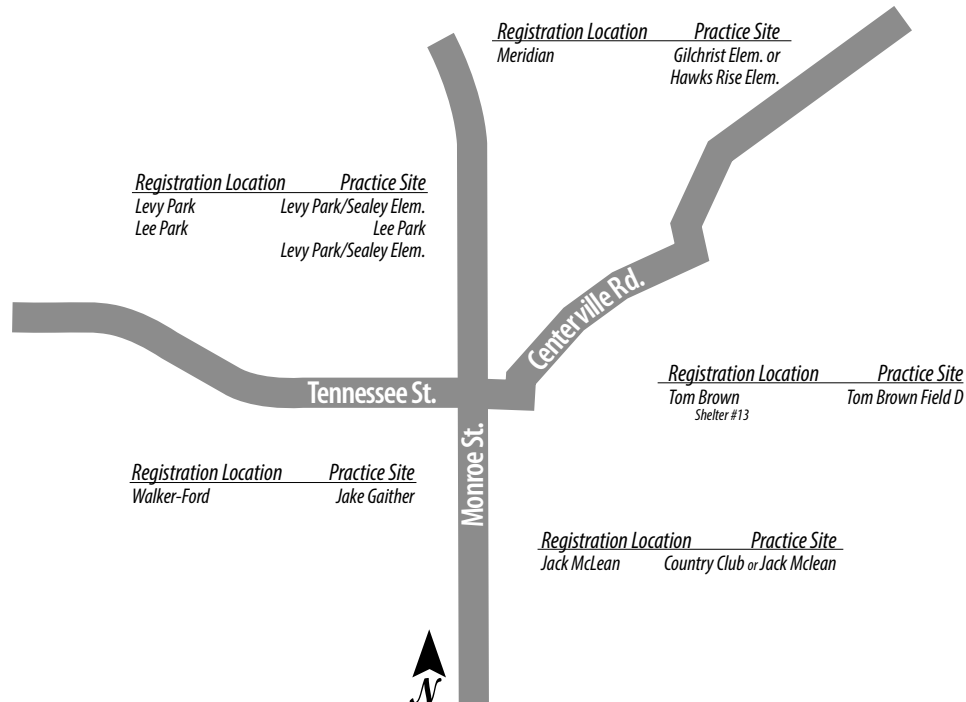 Registration Location Practice Site
Meridian Gilchrist Elem. or
Hawks Rise Elem.
Registration Location Practice Site
Levy Park Levy Park/Sealey Elem.
Lee Park Lee Park
Levy Park/Sealey Elem.
Centerville Rd.
Tennessee St.
Registration Location Practice Site
Tom Brown Tom Brown Field D
Shelter #13
Monroe St.
Registration Location Practice Site
Walker-Ford Jake Gaither
Registration Location Practice Site
Jack McLean Country Club or Jack Mclean
N